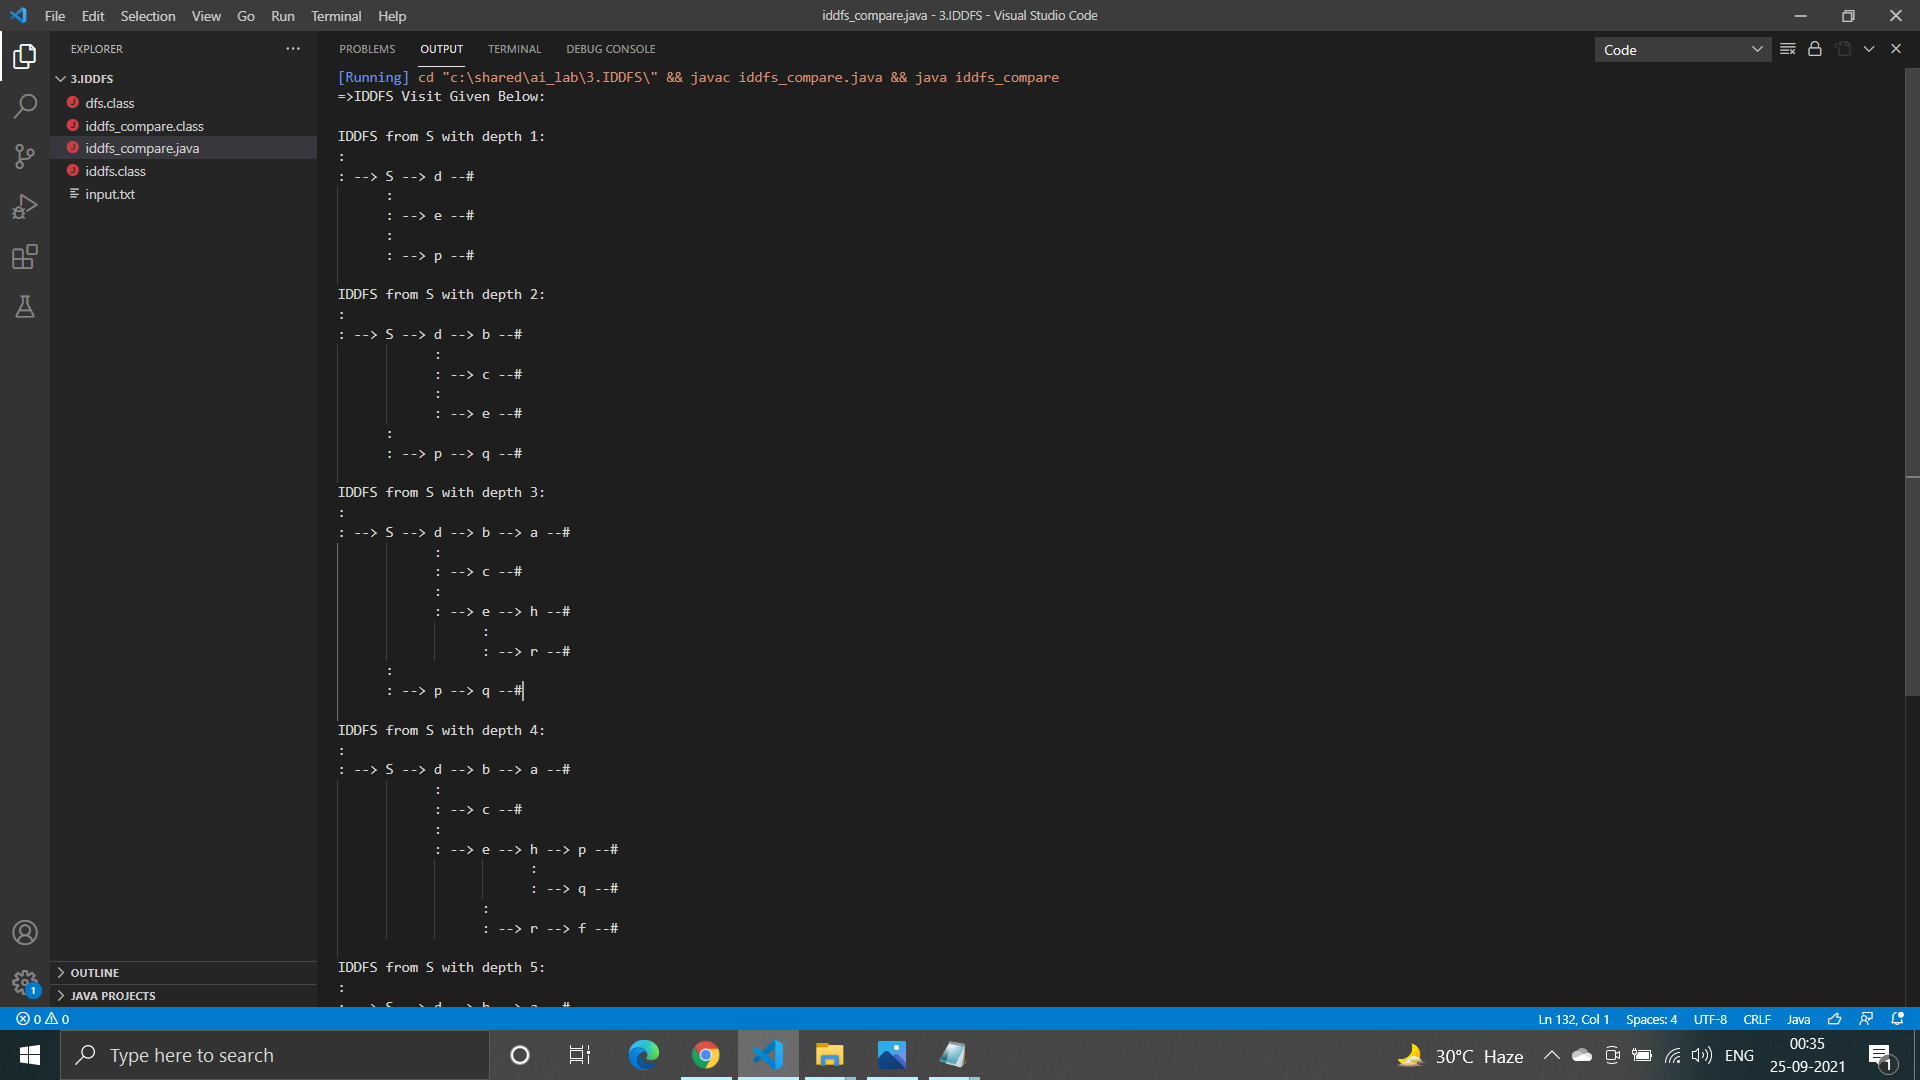 File Edit Selection View Go Run Terminal Help
iddfs_compare.java - 3.IDDFS - Visual Studio Code
EXPLORER
3.IDDFS
dfs.class
iddfs_compare.class
iddfs_compare.java
iddfs.class
input.txt
OUTLINE
JAVA PROJECTS
PROBLEMS OUTPUT TERMINAL DEBUG CONSOLE
Code
[Running] cd "c:\shared\ai_lab\3.IDDFS\" && javac iddfs_compare.java && java iddfs_compare
=>IDDFS Visit Given Below:
IDDFS from S with depth 1:
:
: --> S --> d --#
:
: --> e --#
:
: --> p --#
IDDFS from S with depth 2:
:
: --> S --> d --> b --#
:
: --> c --#
:
: --> e --#
:
: --> p --> q --#
IDDFS from S with depth 3:
:
: --> S --> d --> b --> a --#
:
: --> c --#
:
: --> e --> h --#
:
: --> r --#
:
: --> p --> q --#
IDDFS from S with depth 4:
:
: --> S --> d --> b --> a --#
:
: --> c --#
:
: --> e --> h --> p --#
:
: --> q --#
:
: --> r --> f --#
IDDFS from S with depth 5:
:
: --> S --> d --> b --> a --#
0 0
Ln 132, Col 1 Spaces: 4 UTF-8 CRLF Java
1
Type here to search
30°C Haze
ENG
00:35
25-09-2021
1